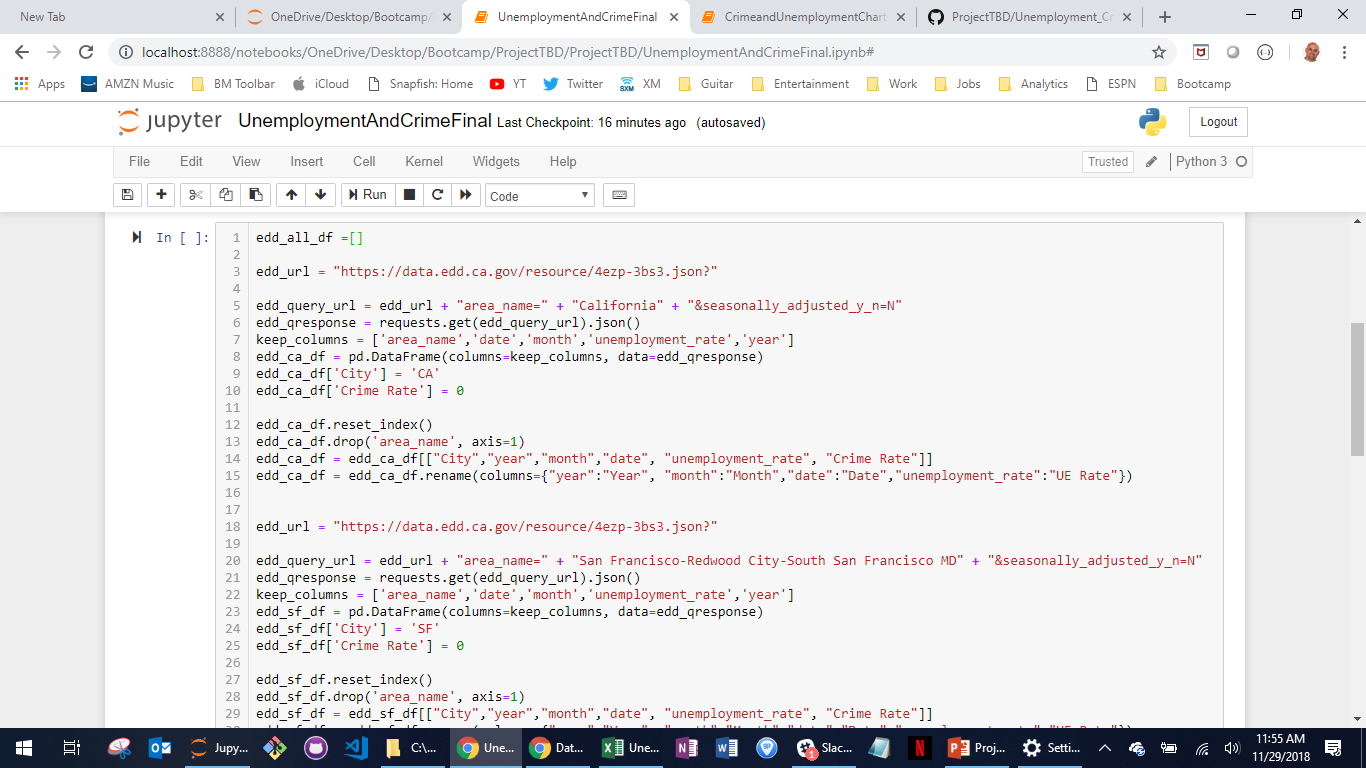 New Tab
OneDrive/Desktop/Bootcamp/
UnemploymentAndCrimeFinal
CrimeandUnemploymentChart
ProjectTBD/Unemployment_Cr
localhost:8888/notebooks/OneDrive/Desktop/Bootcamp/ProjectTBD/ProjectTBD/UnemploymentAndCrimeFinal.ipynb#
Apps AMZN Music BM Toolbar iCloud Snapfish: Home YT Twitter SXM XM Guitar Entertainment Work Jobs Analytics ESPN Bootcamp
jupyter UnemploymentAndCrimeFinal Last Checkpoint: 16 minutes ago (autosaved) Logout
File Edit View Insert Cell Kernel Widgets Help Trusted Python 3
Run Code
In [ ]:
1 edd_all_df =[]
2
3 edd_url = "https://data.edd.ca.gov/resource/4ezp-3bs3.json?"
4
5 edd_query_url = edd_url + "area_name=" + "California" + "&seasonally_adjusted_y_n=N"
6 edd_qresponse = requests.get(edd_query_url).json()
7 keep_columns = ['area_name','date','month','unemployment_rate','year']
8 edd_ca_df = pd.DataFrame(columns=keep_columns, data=edd_qresponse)
9 edd_ca_df['City'] = 'CA'
10 edd_ca_df['Crime Rate'] = 0
11
12 edd_ca_df.reset_index()
13 edd_ca_df.drop('area_name', axis=1)
14 edd_ca_df = edd_ca_df[["City","year","month","date", "unemployment_rate", "Crime Rate"]]
15 edd_ca_df = edd_ca_df.rename(columns={"year":"Year", "month":"Month","date":"Date","unemployment_rate":"UE Rate"})
16
17
18 edd_url = "https://data.edd.ca.gov/resource/4ezp-3bs3.json?"
19
20 edd_query_url = edd_url + "area_name=" + "San Francisco-Redwood City-South San Francisco MD" + "&seasonally_adjusted_y_n=N"
21 edd_qresponse = requests.get(edd_query_url).json()
22 keep_columns = ['area_name','date','month','unemployment_rate','year']
23 edd_sf_df = pd.DataFrame(columns=keep_columns, data=edd_qresponse)
24 edd_sf_df['City'] = 'SF'
25 edd_sf_df['Crime Rate'] = 0
26
27 edd_sf_df.reset_index()
28 edd_sf_df.drop('area_name', axis=1)
29 edd_sf_df = edd_sf_df[["City","year","month","date", "unemployment_rate", "Crime Rate"]]
Jupy... C:\... Une... Dat... Une... Slac... Proj... Setti...
11:55 AM
11/29/2018